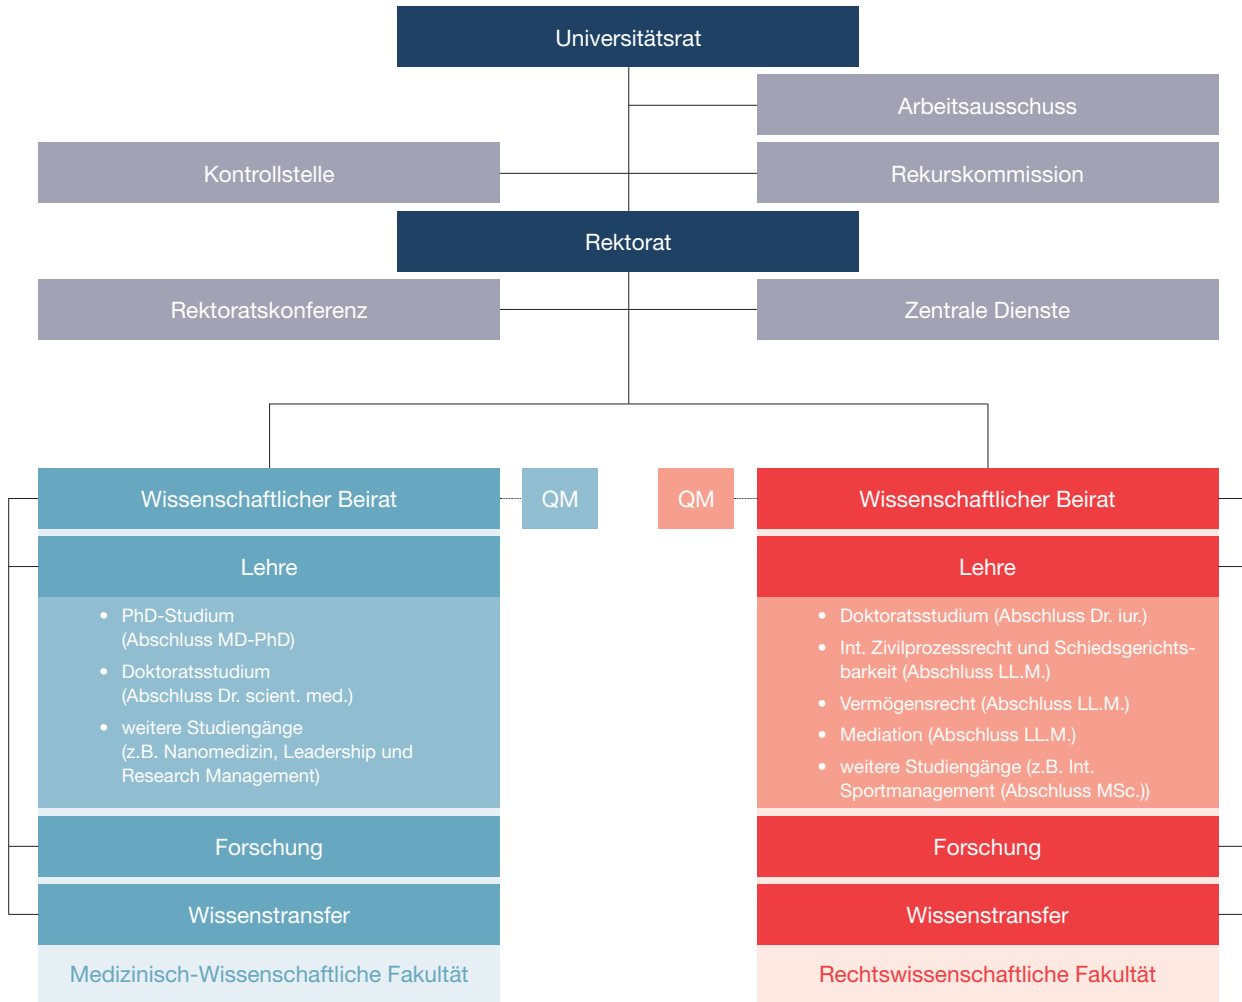 Universitätsrat
Arbeitsausschuss
Kontrollstelle
Rekurskommission
Rektorat
Rektoratskonferenz
Zentrale Dienste
Wissenschaftlicher Beirat
QM
QM
Wissenschaftlicher Beirat
Lehre
• PhD-Studium
(Abschluss MD-PhD)
• Doktoratsstudium
(Abschluss Dr. scient. med.)
• weitere Studiengänge
(z.B. Nanomedizin, Leadership und
Research Management)
Forschung
Wissenstransfer
Medizinisch-Wissenschaftliche Fakultät
Lehre
• Doktoratsstudium (Abschluss Dr. iur.)
• Int. Zivilprozessrecht und Schiedsgerichts-
barkeit (Abschluss LL.M.)
• Vermögensrecht (Abschluss LL.M.)
• Mediation (Abschluss LL.M.)
• weitere Studiengänge (z.B. Int.
Sportmanagement (Abschluss MSc.))
Forschung
Wissenstransfer
Rechtswissenschaftliche Fakultät